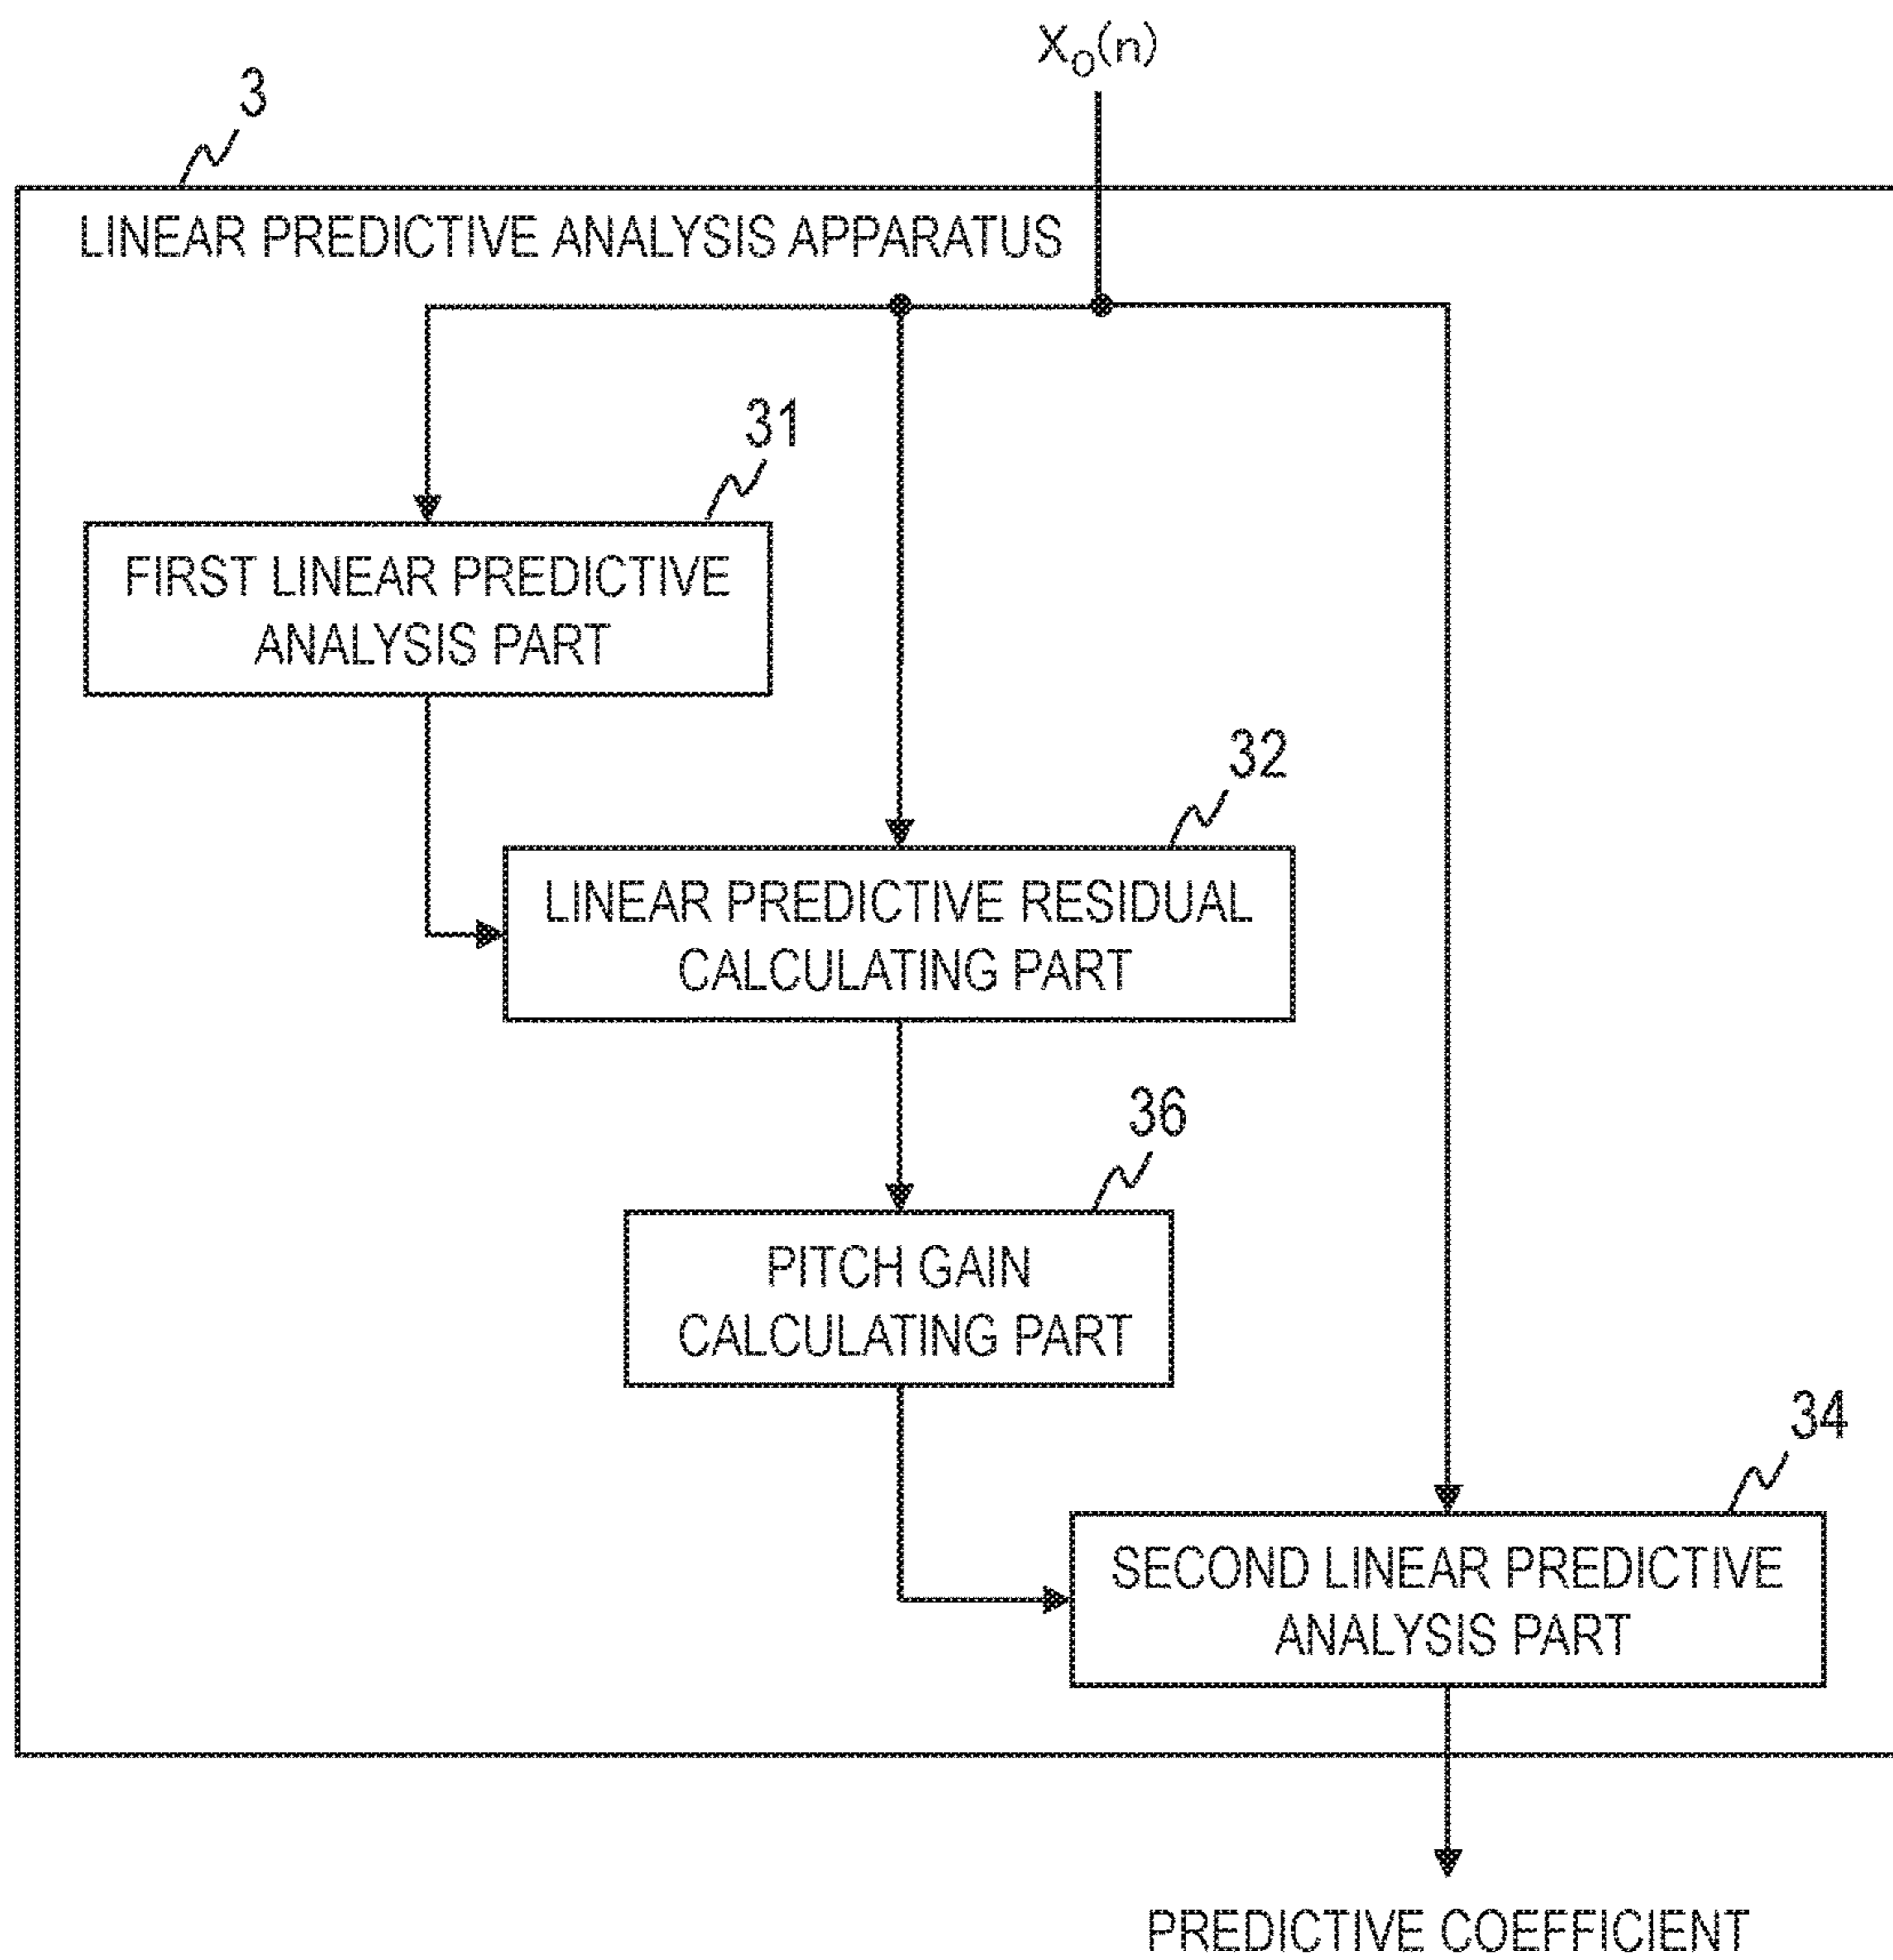 X_O(n)
3
LINEAR PREDICTIVE ANALYSIS APPARATUS
31
FIRST LINEAR PREDICTIVE
ANALYSIS PART
32
LINEAR PREDICTIVE RESIDUAL
CALCULATING PART
36
PITCH GAIN
CALCULATING PART
34
SECOND LINEAR PREDICTIVE
ANALYSIS PART
PREDICTIVE COEFFICIENT